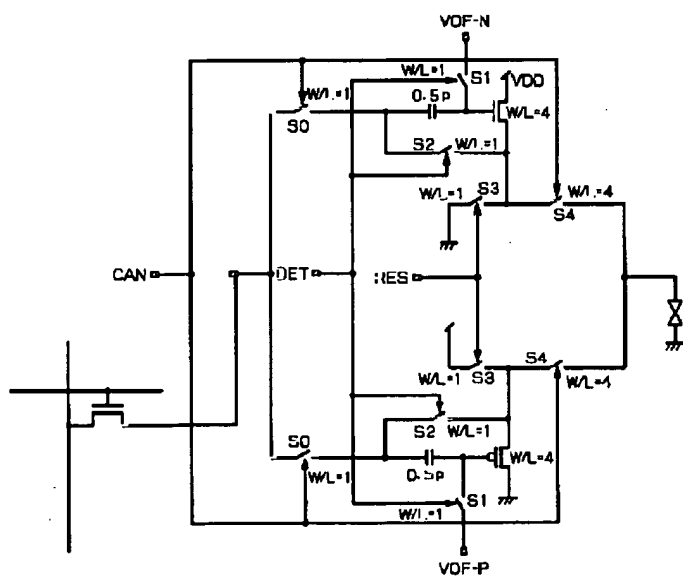 VOF-N
W/L=1
S1
VDD
W/L=1
0.5P
S0
W/L=4
S2
W/L=1
W/L=1
S3
W/L=4
S4
CAN
DET
RES
S4
W/L=1
S3
W/L=4
S0
S2
W/L=1
W/L=1
0.5P
W/L=4
W/L=1
S1
VOF-P